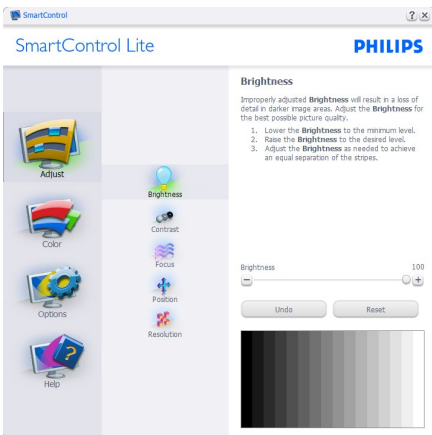 SmartControl
SmartControl Lite
PHILIPS
Adjust
Color
Options
Help
Brightness
Contrast
Focus
Position
Resolution
Brightness
Improperly adjusted Brightness will result in a loss of
detail in darker image areas. Adjust the Brightness for
the best possible picture quality.
1. Lower the Brightness to the minimum level.
2. Raise the Brightness to the desired level.
3. Adjust the Brightness as needed to achieve
an equal separation of the stripes.
Brightness 100
Undo Reset